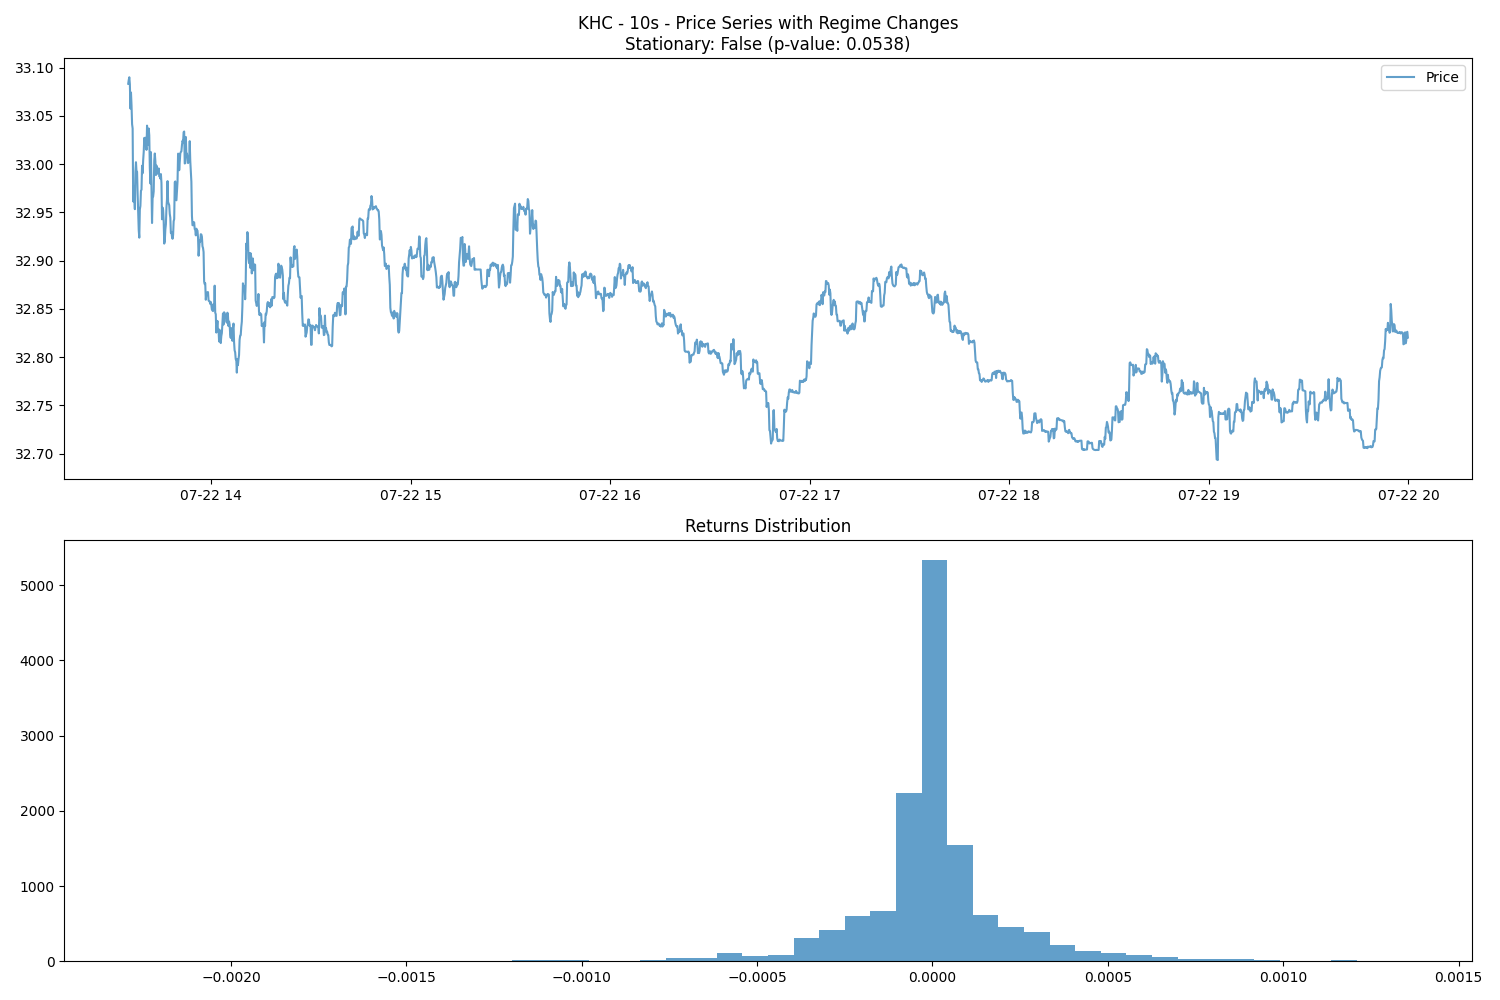 KHC - 10s - Price Series with Regime Changes
Stationary: False (p-value: 0.0538)
Price
33.10
33.05
33.00
32.95
32.90
32.85
32.80
32.75
32.70
07-22 14 07-22 15 07-22 16 07-22 17 07-22 18 07-22 19 07-22 20
Returns Distribution
5000
4000
3000
2000
1000
0
−0.0020 −0.0015 −0.0010 −0.0005 0.0000 0.0005 0.0010 0.0015